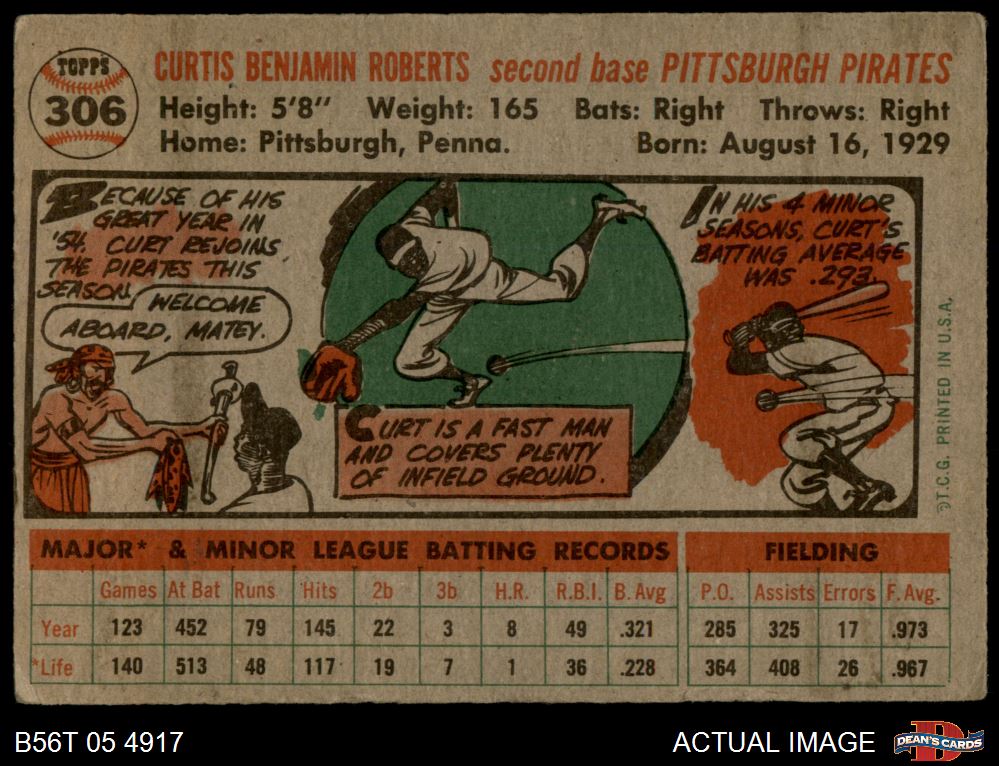 TOPPS
306
CURTIS BENJAMIN ROBERTS second base PITTSBURGH PIRATES
Height: 5'8" Weight: 165 Bats: Right Throws: Right
Home: Pittsburgh, Penna. Born: August 16, 1929
BECAUSE OF HIS
GREAT YEAR IN
'54, CURT REJOINS
THE PIRATES THIS
SEASON.
WELCOME
ABOARD, MATEY.
CURT IS A FAST MAN
AND COVERS PLENTY
OF INFIELD GROUND.
IN HIS 4 MINOR
SEASONS, CURT'S
BATTING AVERAGE
WAS .293.
©T.C.G. PRINTED IN U.S.A.
MAJOR* & MINOR LEAGUE BATTING RECORDS FIELDING
Games At Bat Runs Hits 2b 3b H.R. R.B.I. B. Avg P.O. Assists Errors F. Avg.
Year 123 452 79 145 22 3 8 49 .321 285 325 17 .973
*Life 140 513 48 117 19 7 1 36 .228 364 408 26 .967
B56T 05 4917 ACTUAL IMAGE DEAN'S CARDS